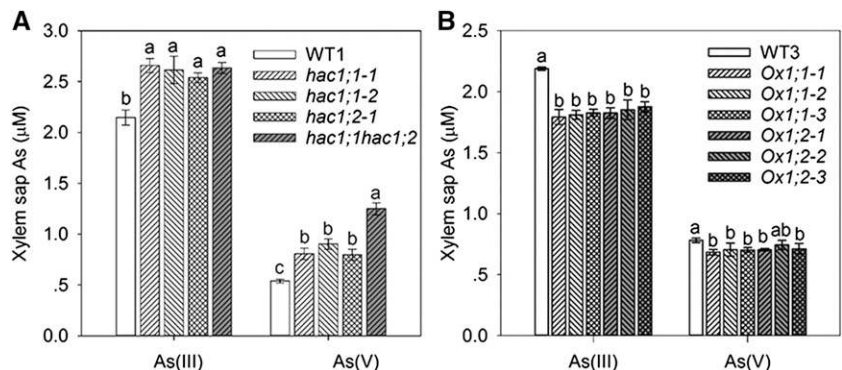 A
Xylem sap As (μM)
3.0
2.5
2.0
1.5
1.0
.5
0.0
b
a
a
a
a
c
b
b
b
a
WT1
hac1;1-1
hac1;1-2
hac1;2-1
hac1;1hac1;2
As(III)
As(V)
B
Xylem sap As (μM)
2.5
2.0
1.5
1.0
.5
0.0
a
b
b
b
b
b
b
a
b
b
b
b
ab
b
WT3
Ox1;1-1
Ox1;1-2
Ox1;1-3
Ox1;2-1
Ox1;2-2
Ox1;2-3
As(III)
As(V)